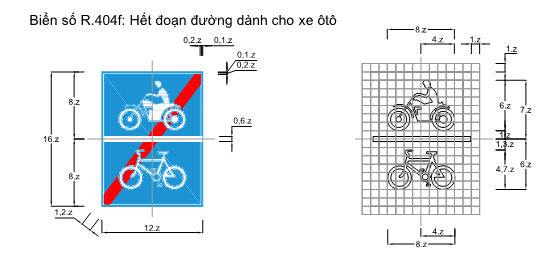 Biển số R.404f: Hết đoạn đường dành cho xe ôtô
8.z
4.z
1.z
0,2.z 0,1.z
0,1.z
0,2.z
1.z
8.z
16.z
0,6.z
6.z
7.z
1.z
1,3.z
8.z
4,7.z
6.z
1,2.z
12.z
4.z
8.z